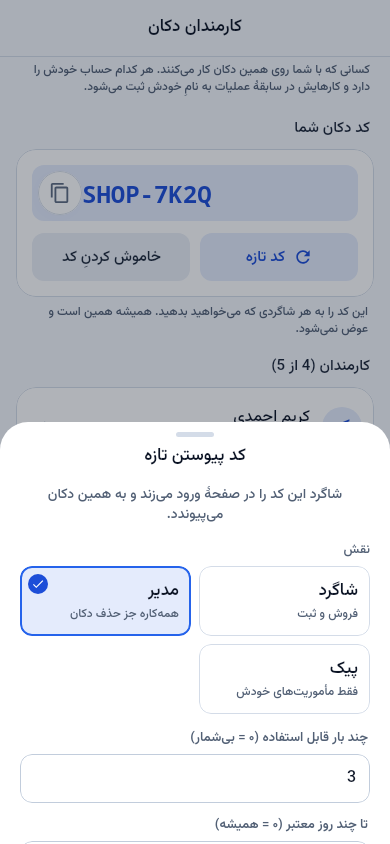 کارمندان دکان
کسانی که با شما روی همین دکان کار می‌کنند. هر کدام حساب خودش را
دارد و کارهایش در سابقهٔ عملیات به نامِ خودش ثبت می‌شود.
کد دکان شما
SHOP-7K2Q
کد تازه
خاموش کردنِ کد
این کد را به هر شاگردی که می‌خواهید بدهید. همیشه همین است و
عوض نمی‌شود.
کارمندان (4 از 5)
کریم احمدی
کد پیوستن تازه
شاگرد این کد را در صفحهٔ ورود می‌زند و به همین دکان
می‌پیوندد.
نقش
شاگرد
فروش و ثبت
مدیر
همه‌کاره جز حذف دکان
پیک
فقط مأموریت‌های خودش
چند بار قابل استفاده (۰ = بی‌شمار)
3
تا چند روز معتبر (۰ = همیشه)